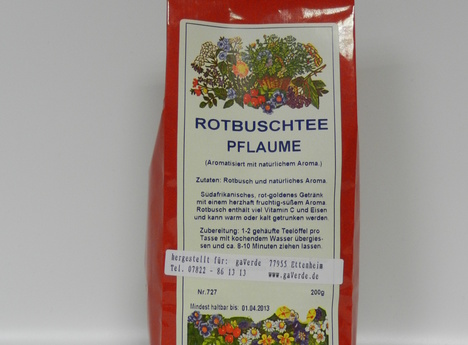 ROTBUSCHTEE
PFLAUME
(Aromatisiert mit natürlichem Aroma.)
Zutaten: Rotbusch und natürliches Aroma.
Südafrikanisches, rot-goldenes Getränk
mit einem herzhaft fruchtig-süßem Aroma
Rotbusch enthält viel Vitamin C und Eisen
und kann warm oder kalt getrunken werden
Zubereitung: 1-2 gehäufte Teelöffel pro
Tasse mit kochendem Wasser übergies-
sen und ca. 8-10 Minuten ziehen lassen.
hergestellt für: gaVerde 77955 Ettenheim
Tel. 07822 - 86 13 13 www.gaVerde.de
Nr.727 200g
Mindest haltbar bis: 01.04.2013